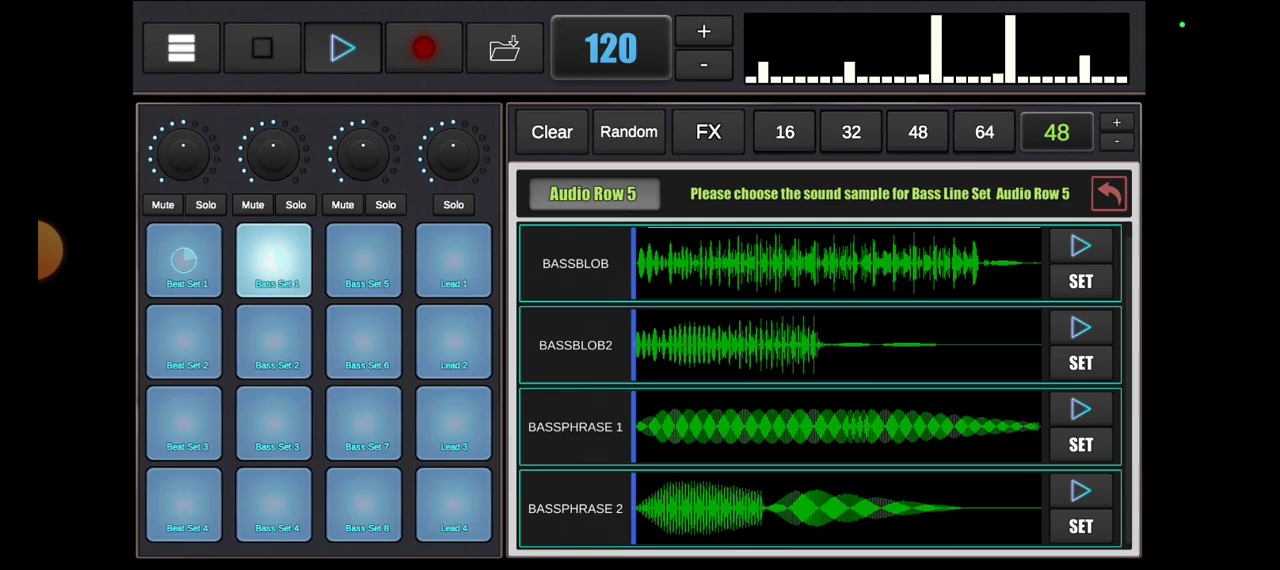 120
+
-
Clear
Random
FX
16
32
48
64
48
+
-
Mute
Solo
Mute
Solo
Mute
Solo
Solo
Audio Row 5
Please choose the sound sample for Bass Line Set Audio Row 5
Beat Set 1
Bass Set 1
Bass Set 5
Lead 1
Beat Set 2
Bass Set 2
Bass Set 6
Lead 2
Beat Set 3
Bass Set 3
Bass Set 7
Lead 3
Beat Set 4
Bass Set 4
Bass Set 8
Lead 4
BASSBLOB
SET
BASSBLOB2
SET
BASSPHRASE 1
SET
BASSPHRASE 2
SET